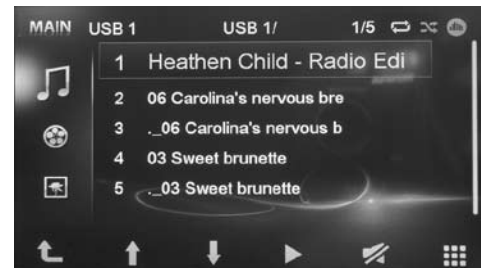 MAIN USB 1 USB 1/ 1/5
1 Heathen Child - Radio Edi
2 06 Carolina's nervous bre
3 ._06 Carolina's nervous b
4 03 Sweet brunette
5 ._03 Sweet brunette